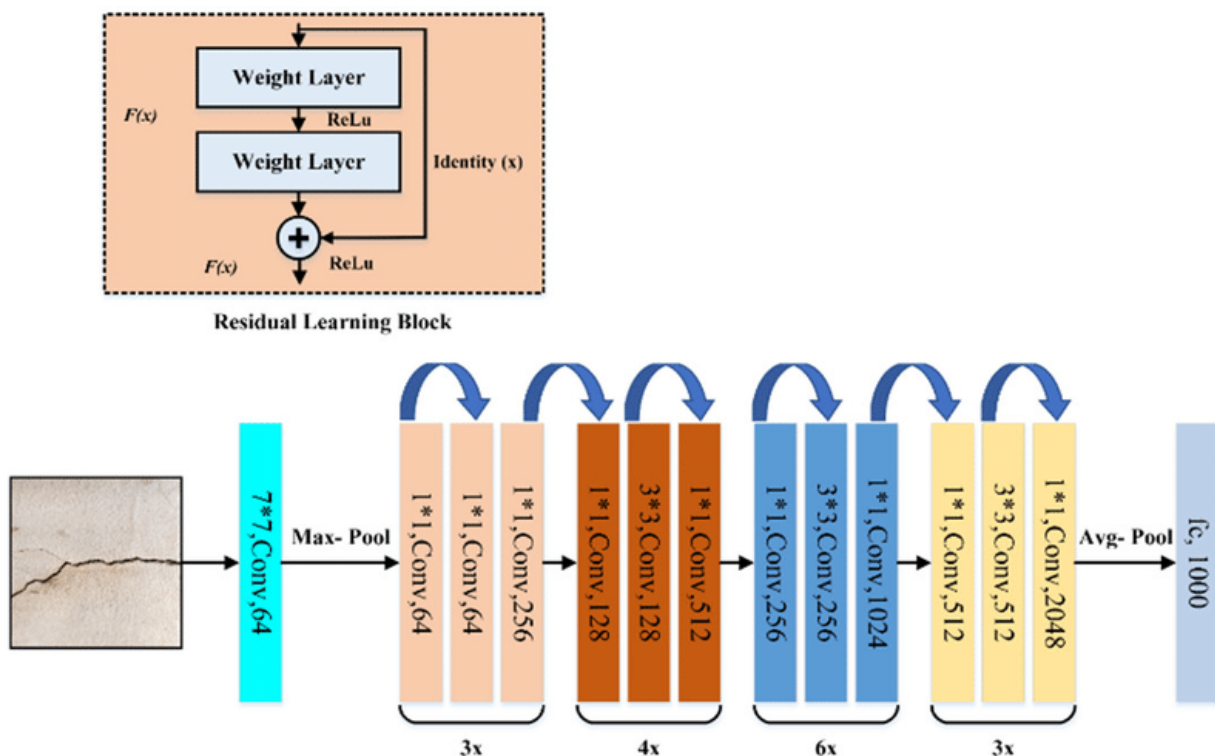 Weight Layer
F(x)
ReLu
Weight Layer
Identity (x)
+
F(x)
ReLu
Residual Learning Block
7*7,Conv,64
Max- Pool
1*1,Conv,64
1*1,Conv,64
1*1,Conv,256
1*1,Conv,128
3*3,Conv,128
1*1,Conv,512
1*1,Conv,256
3*3,Conv,256
1*1,Conv,1024
1*1,Conv,512
3*3,Conv,512
1*1,Conv,2048
Avg- Pool
fc, 1000
3x
4x
6x
3x